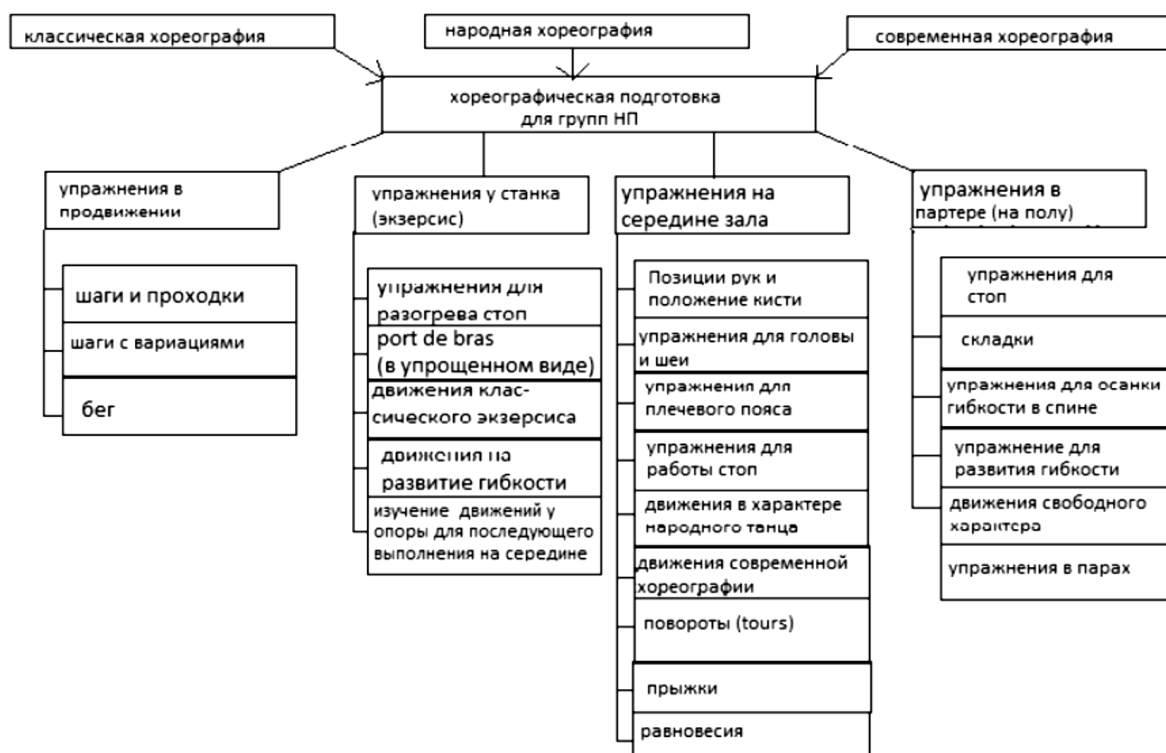 классическая хореография
народная хореография
современная хореография
хореографическая подготовка
для групп НП
упражнения в
продвижении
шаги и проходки
шаги с вариациями
бег
упражнения у станка
(экзерсис)
упражнения для
разогрева стоп
port de bras
(в упрощенном виде)
движения клас-
сического экзерсиса
движения на
развитие гибкости
изучение движений у
опоры для последующего
выполнения на середине
упражнения на
середине зала
Позиции рук и
положение кисти
упражнения для головы
и шеи
упражнения для
плечевого пояса
упражнения для
работы стоп
движения в характере
народного танца
движения современной
хореографии
повороты (tours)
прыжки
равновесия
упражнения в
партере (на полу)
упражнения для
стоп
складки
упражнения для осанки
гибкости в спине
упражнение для
развития гибкости
движения свободного
характера
упражнения в парах